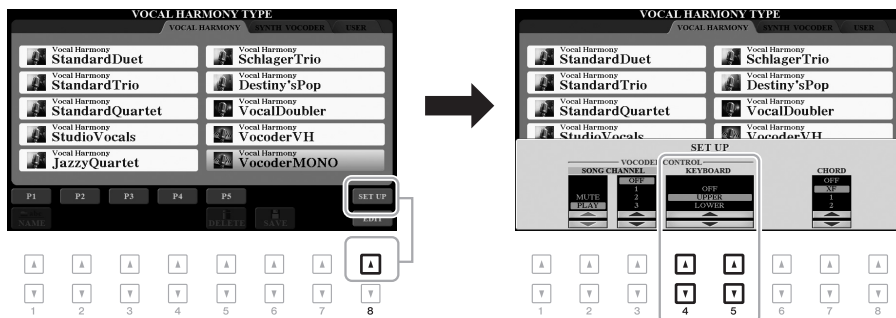 VOCAL HARMONY TYPE
VOCAL HARMONY SYNTH VOCODER USER
Vocal Harmony
StandardDuet
Vocal Harmony
SchlagerTrio
Vocal Harmony
StandardTrio
Vocal Harmony
Destiny'sPop
Vocal Harmony
StandardQuartet
Vocal Harmony
VocalDoubler
Vocal Harmony
StudioVocals
Vocal Harmony
VocoderVH
Vocal Harmony
JazzyQuartet
Vocal Harmony
VocoderMONO
P1 P2 P3 P4 P5 SET UP
NAME DELETE SAVE EDIT
1 2 3 4 5 6 7 8
VOCAL HARMONY TYPE
VOCAL HARMONY SYNTH VOCODER USER
Vocal Harmony
StandardDuet
Vocal Harmony
SchlagerTrio
Vocal Harmony
StandardTrio
Vocal Harmony
Destiny'sPop
Vocal Harmony
StandardQuartet
Vocal Harmony
VocalDoubler
Vocal Harmony
StudioVocals
Vocal Harmony
VocoderVH
SET UP
VOCODER CONTROL
SONG CHANNEL KEYBOARD CHORD
OFF OFF
1 OFF XF
MUTE 2 UPPER 1
PLAY 3 LOWER 2
1 2 3 4 5 6 7 8